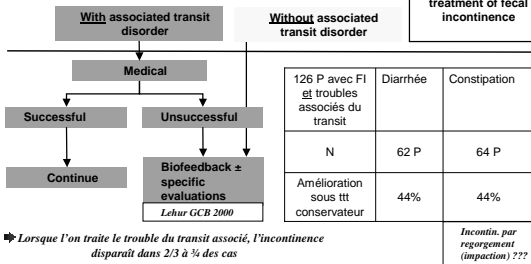 treatment of fecal
incontinence
With associated transit
disorder
Without associated
transit disorder
Medical
Successful
Unsuccessful
Continue
Biofeedback ±
specific
evaluations
Lehur GCB 2000
126 P avec FI
et troubles
associés du
transit
Diarrhée
Constipation
N
62 P
64 P
Amélioration
sous ttt
conservateur
44%
44%
Incontin. par
regorgement
(impaction) ???
Lorsque l'on traite le trouble du transit associé, l'incontinence
disparaît dans 2/3 à ¾ des cas